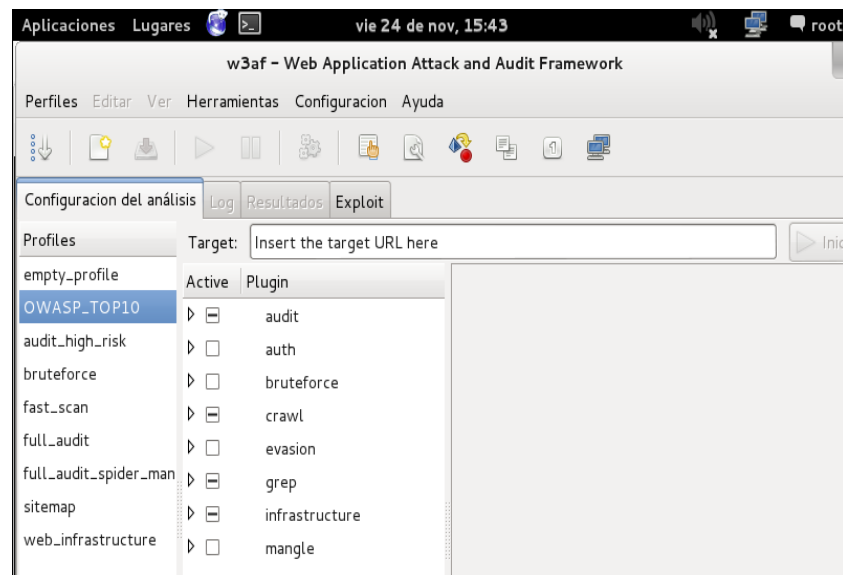 Aplicaciones Lugares vie 24 de nov, 15:43 root
w3af - Web Application Attack and Audit Framework
Perfiles Editar Ver Herramientas Configuracion Ayuda
Configuracion del análisis Log Resultados Exploit
Profiles
empty_profile
OWASP_TOP10
audit_high_risk
bruteforce
fast_scan
full_audit
full_audit_spider_man
sitemap
web_infrastructure
Target: Insert the target URL here Inic
Active Plugin
audit
auth
bruteforce
crawl
evasion
grep
infrastructure
mangle